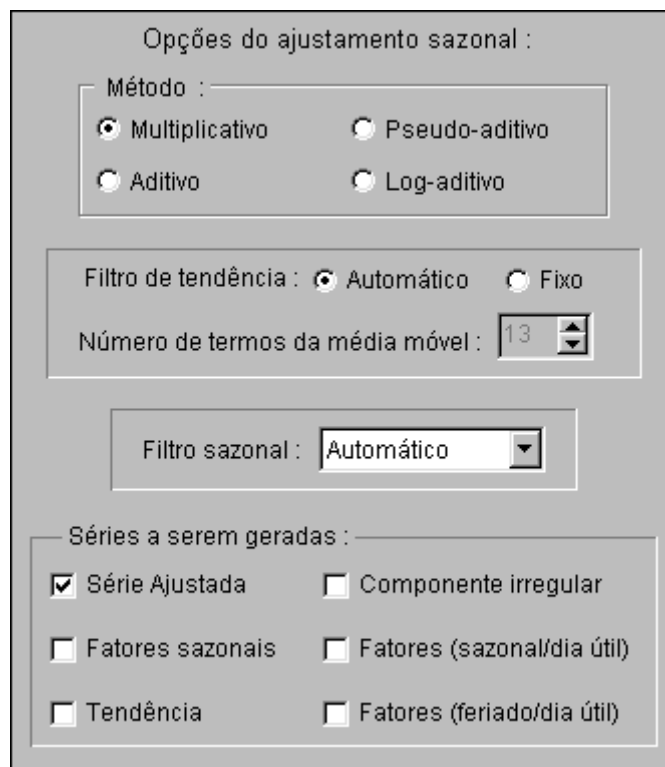 Opções do ajustamento sazonal :
Método :
Multiplicativo Pseudo-aditivo
Aditivo Log-aditivo
Filtro de tendência : Automático Fixo
Número de termos da média móvel : 13
Filtro sazonal : Automático
Séries a serem geradas :
Série Ajustada Componente irregular
Fatores sazonais Fatores (sazonal/dia útil)
Tendência Fatores (feriado/dia útil)